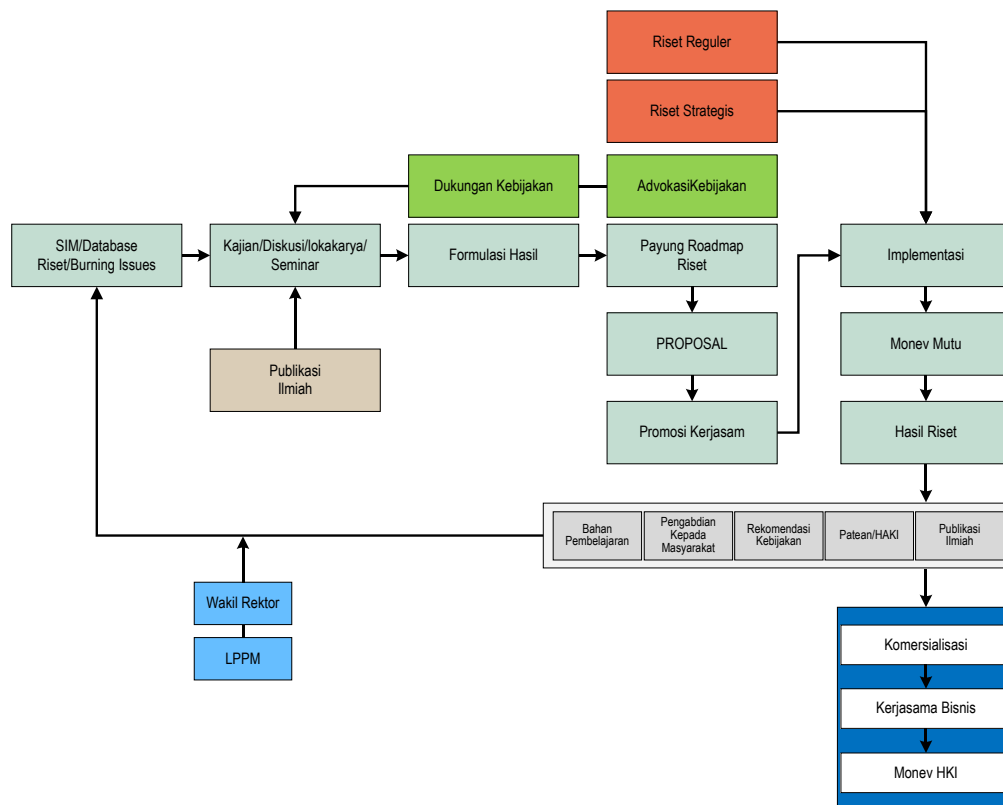 Riset Reguler
Riset Strategis
Dukungan Kebijakan
AdvokasiKebijakan
SIM/Database
Riset/Burning Issues
Kajian/Diskusi/lokakarya/
Seminar
Formulasi Hasil
Payung Roadmap
Riset
Implementasi
PROPOSAL
Monev Mutu
Publikasi
Ilmiah
Promosi Kerjasam
Hasil Riset
Bahan
Pembelajaran
Pengabdian
Kepada
Masyarakat
Rekomendasi
Kebijakan
Patean/HAKI
Publikasi
Ilmiah
Wakil Rektor
LPPM
Komersialisasi
Kerjasama Bisnis
Monev HKI